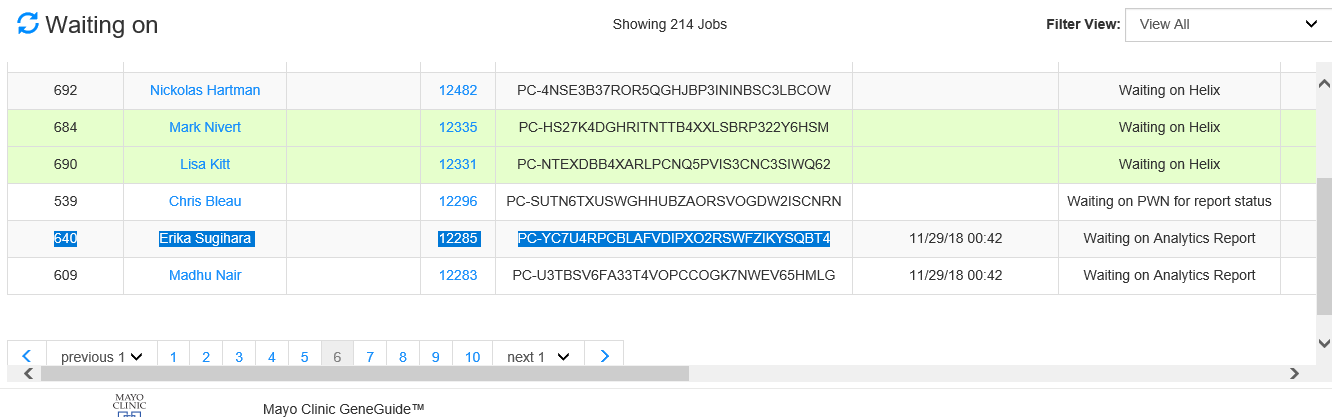 Waiting on Showing 214 Jobs Filter View: View All
692 Nickolas Hartman 12482 PC-4NSE3B37ROR5QGHJBP3ININBSC3LBCOW Waiting on Helix
684 Mark Nivert 12335 PC-HS27K4DGHRITNTTB4XXLSBRP322Y6HSM Waiting on Helix
690 Lisa Kitt 12331 PC-NTEXDBB4XARLPCNQ5PVIS3CNC3SIWQ62 Waiting on Helix
539 Chris Bleau 12296 PC-SUTN6TXUSWGHHUBZAORSVOGDW2ISCNRN Waiting on PWN for report status
640 Erika Sugihara 12285 PC-YC7U4RPCBLAFVDIPXO2RSWFZIKYSQBT4 11/29/18 00:42 Waiting on Analytics Report
609 Madhu Nair 12283 PC-U3TBSV6FA33T4VOPCCOGK7NWEV65HMLG 11/29/18 00:42 Waiting on Analytics Report
previous 1 1 2 3 4 5 6 7 8 9 10 next 1
MAYO
CLINIC
Mayo Clinic GeneGuide™